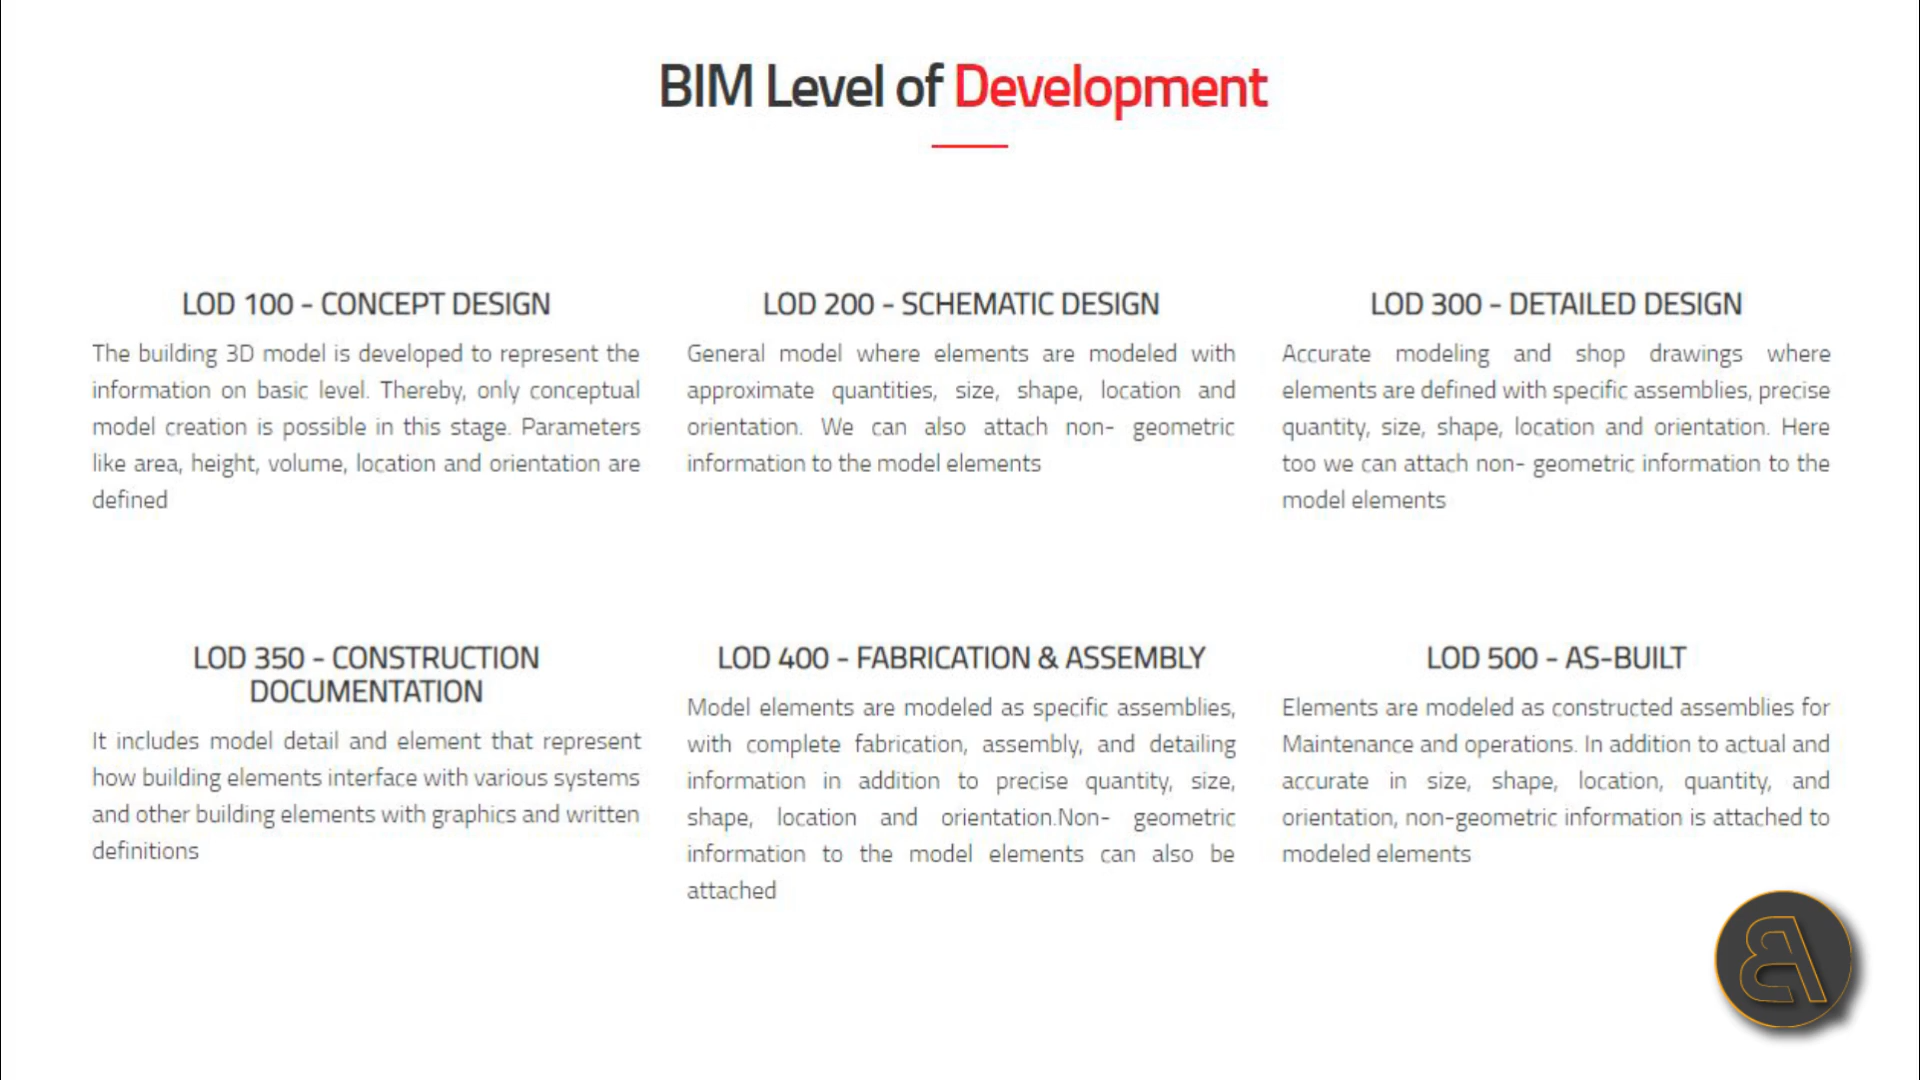 BIM Level of Development
LOD 100 - CONCEPT DESIGN
The building 3D model is developed to represent the
information on basic level. Thereby, only conceptual
model creation is possible in this stage. Parameters
like area, height, volume, location and orientation are
defined
LOD 200 - SCHEMATIC DESIGN
General model where elements are modeled with
approximate quantities, size, shape, location and
orientation. We can also attach non- geometric
information to the model elements
LOD 300 - DETAILED DESIGN
Accurate modeling and shop drawings where
elements are defined with specific assemblies, precise
quantity, size, shape, location and orientation. Here
too we can attach non- geometric information to the
model elements
LOD 350 - CONSTRUCTION
DOCUMENTATION
It includes model detail and element that represent
how building elements interface with various systems
and other building elements with graphics and written
definitions
LOD 400 - FABRICATION & ASSEMBLY
Model elements are modeled as specific assemblies,
with complete fabrication, assembly, and detailing
information in addition to precise quantity, size,
shape, location and orientation.Non- geometric
information to the model elements can also be
attached
LOD 500 - AS-BUILT
Elements are modeled as constructed assemblies for
Maintenance and operations. In addition to actual and
accurate in size, shape, location, quantity, and
orientation, non-geometric information is attached to
modeled elements